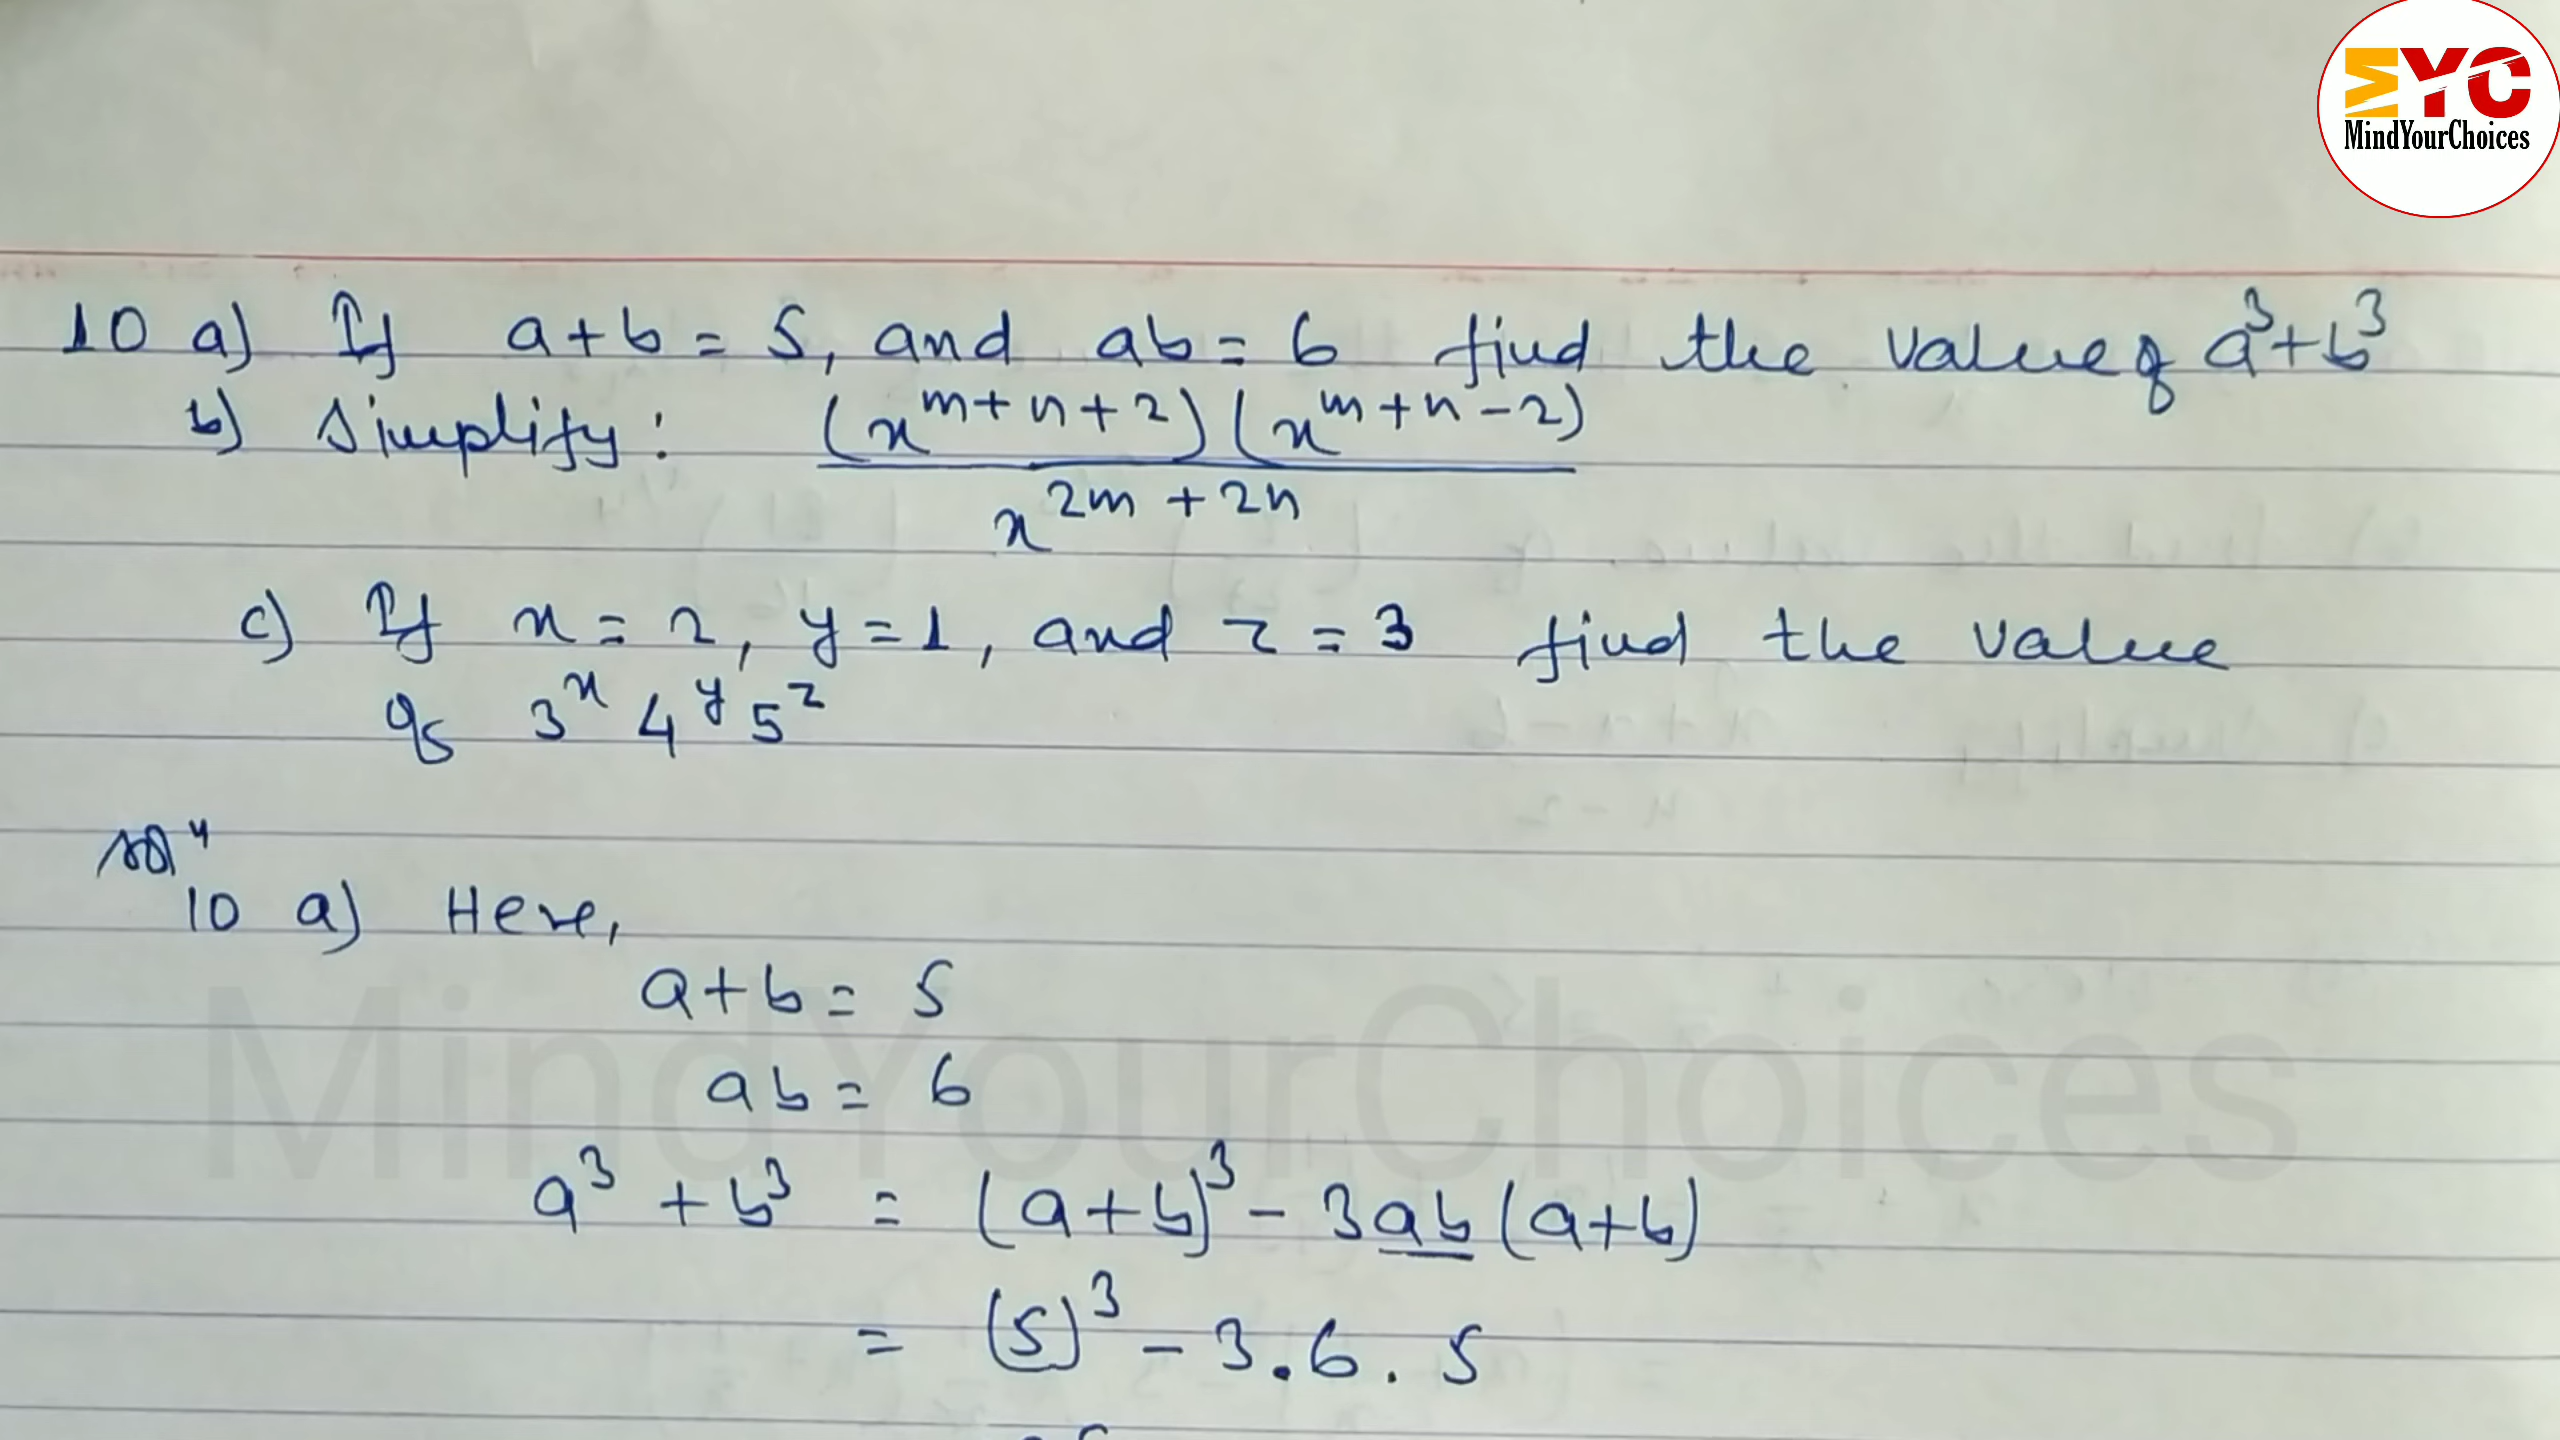 MYC
MindYourChoices
10 a) If a+b = 5, and ab = 6 find the value of a³+b³
b) Simplify: (x^{m+n+2})(x^{m+n-2})
x^{2m+2n}
c) If x = 2, y = 1, and z = 3 find the value
of 3^x 4^y 5^z
solⁿ
10 a) Here,
a+b = 5
ab = 6
MindYourChoices
a³ + b³ = (a+b)³ - 3ab(a+b)
= (5)³ - 3.6.5